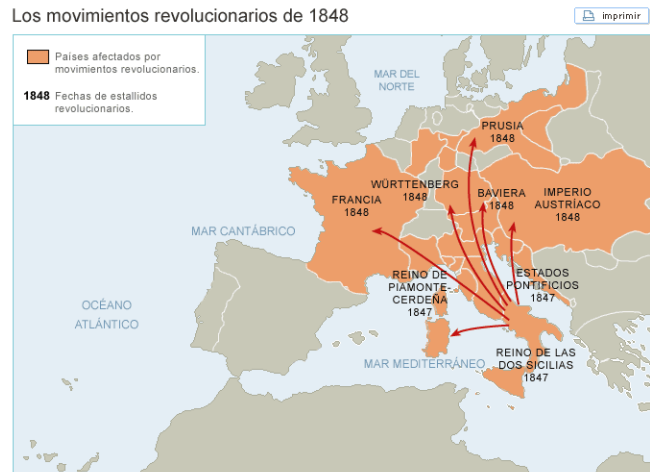 Los movimientos revolucionarios de 1848
imprimir
Países afectados por
movimientos revolucionarios.
1848 Fechas de estallidos
revolucionarios.
MAR DEL
NORTE
PRUSIA
1848
WÜRTTENBERG
1848
BAVIERA
1848
IMPERIO
AUSTRÍACO
1848
FRANCIA
1848
MAR CANTÁBRICO
REINO DE
PIAMONTE-
CERDEÑA
1847
ESTADOS
PONTIFICIOS
1847
OCÉANO
ATLÁNTICO
MAR MEDITERRÁNEO
REINO DE LAS
DOS SICILIAS
1847